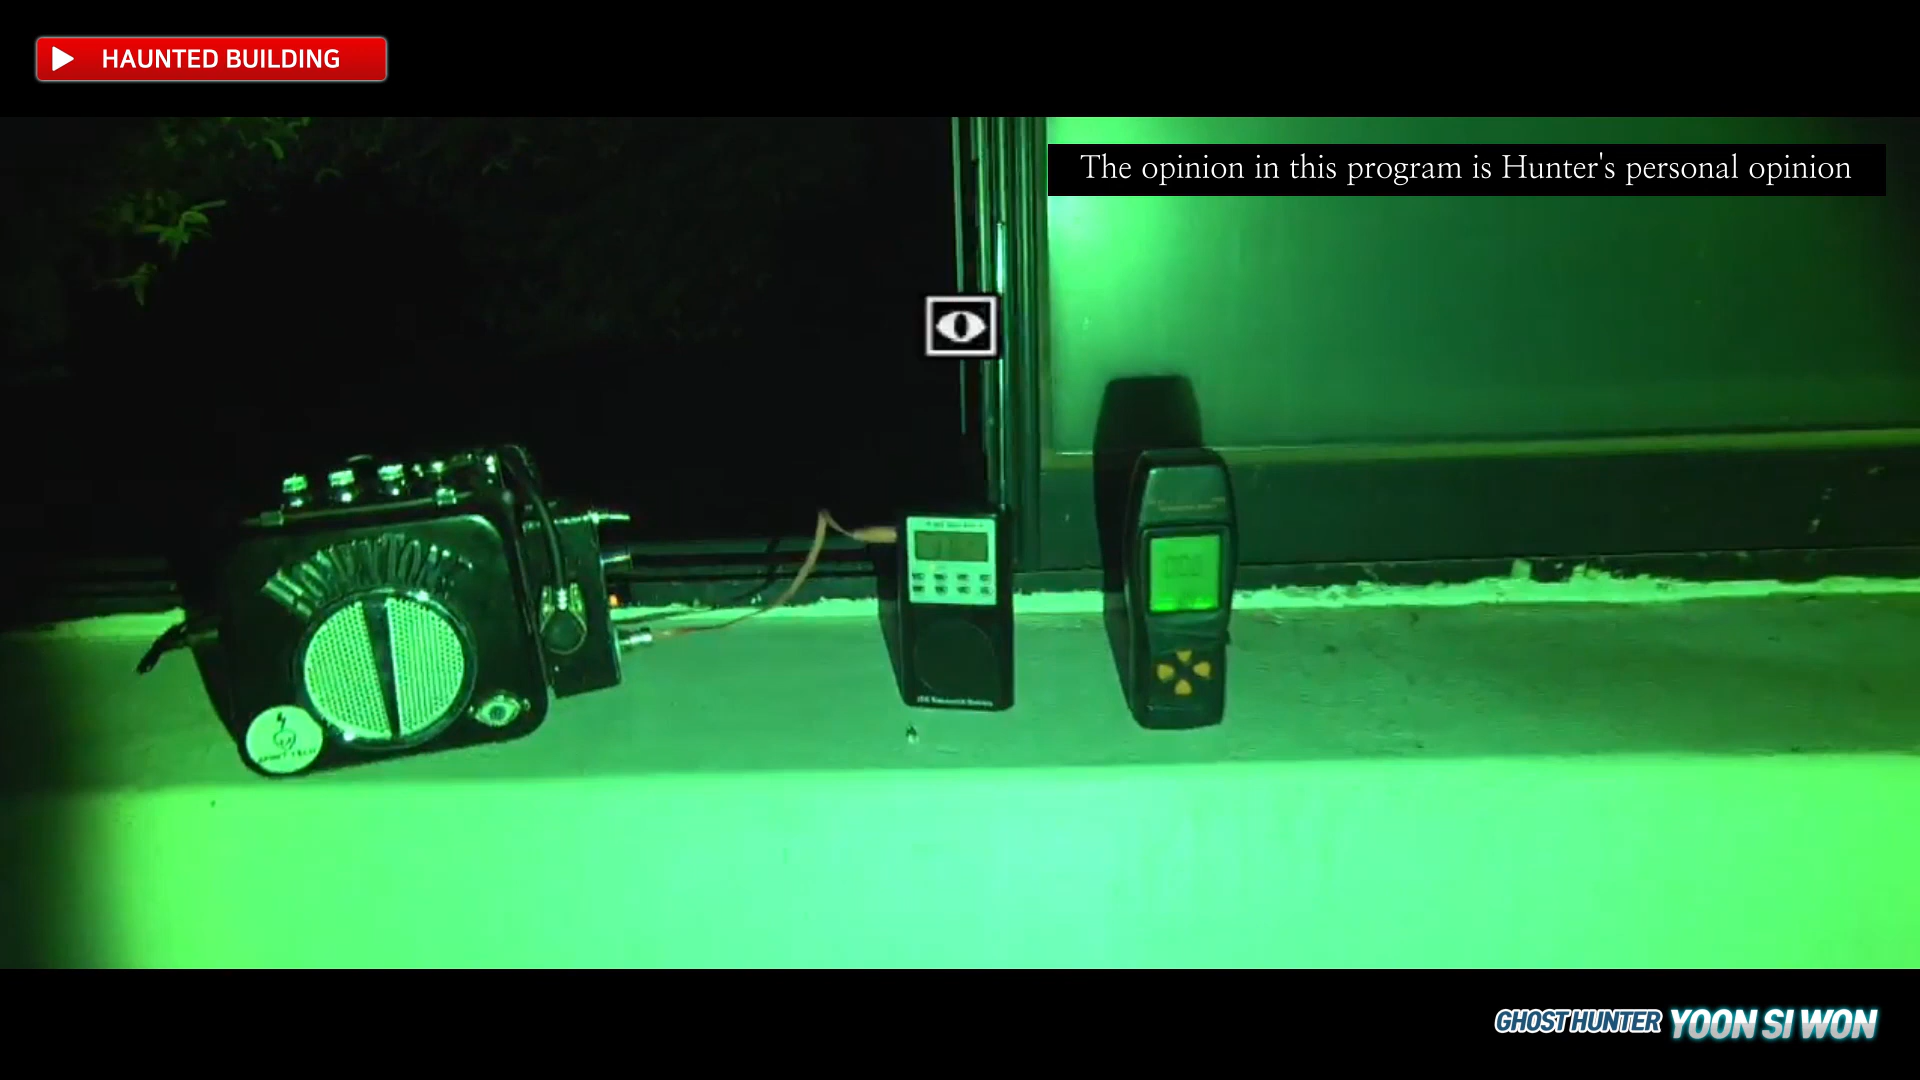 HAUNTED BUILDING
The opinion in this program is Hunter's personal opinion
GHOST HUNTER YOON SI WON